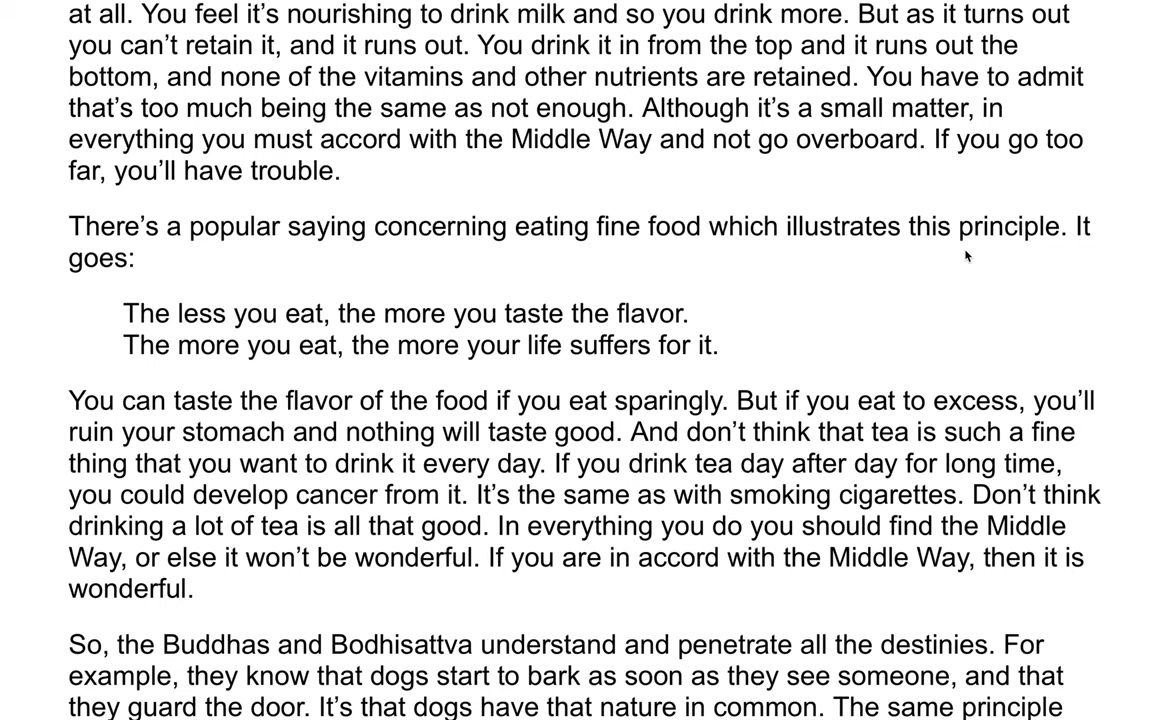 at all. You feel it’s nourishing to drink milk and so you drink more. But as it turns out
you can’t retain it, and it runs out. You drink it in from the top and it runs out the
bottom, and none of the vitamins and other nutrients are retained. You have to admit
that’s too much being the same as not enough. Although it’s a small matter, in
everything you must accord with the Middle Way and not go overboard. If you go too
far, you’ll have trouble.
There’s a popular saying concerning eating fine food which illustrates this principle. It
goes:
The less you eat, the more you taste the flavor.
The more you eat, the more your life suffers for it.
You can taste the flavor of the food if you eat sparingly. But if you eat to excess, you’ll
ruin your stomach and nothing will taste good. And don’t think that tea is such a fine
thing that you want to drink it every day. If you drink tea day after day for long time,
you could develop cancer from it. It’s the same as with smoking cigarettes. Don’t think
drinking a lot of tea is all that good. In everything you do you should find the Middle
Way, or else it won’t be wonderful. If you are in accord with the Middle Way, then it is
wonderful.
So, the Buddhas and Bodhisattva understand and penetrate all the destinies. For
example, they know that dogs start to bark as soon as they see someone, and that
they guard the door. It’s that dogs have that nature in common. The same principle